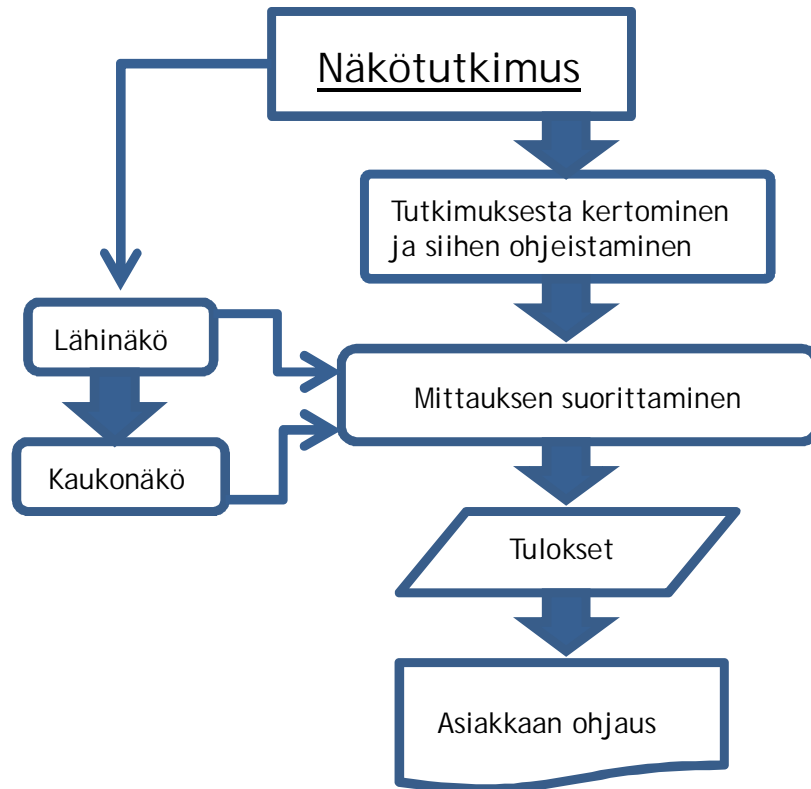 Näkötutkimus
Tutkimuksesta kertominen
ja siihen ohjeistaminen
Lähinäkö
Mittauksen suorittaminen
Kaukonäkö
Tulokset
Asiakkaan ohjaus